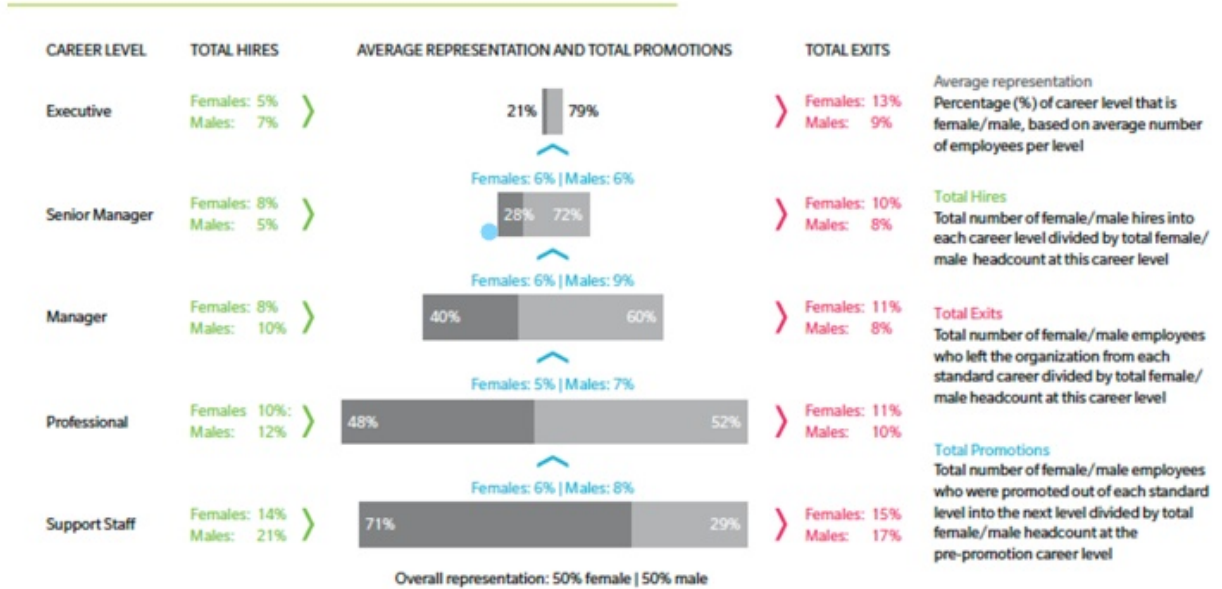 CAREER LEVEL TOTAL HIRES AVERAGE REPRESENTATION AND TOTAL PROMOTIONS TOTAL EXITS
Executive
Females: 5%
Males: 7%
21% 79%
Females: 13%
Males: 9%
Females: 6% | Males: 6%
Senior Manager
Females: 8%
Males: 5%
28% 72%
Females: 10%
Males: 8%
Females: 6% | Males: 9%
Manager
Females: 8%
Males: 10%
40% 60%
Females: 11%
Males: 8%
Females: 5% | Males: 7%
Professional
Females 10%:
Males: 12%
48% 52%
Females: 11%
Males: 10%
Females: 6% | Males: 8%
Support Staff
Females: 14%
Males: 21%
71% 29%
Females: 15%
Males: 17%
Overall representation: 50% female | 50% male
Average representation
Percentage (%) of career level that is
female/male, based on average number
of employees per level
Total Hires
Total number of female/male hires into
each career level divided by total female/
male headcount at this career level
Total Exits
Total number of female/male employees
who left the organization from each
standard career divided by total female/
male headcount at this career level
Total Promotions
Total number of female/male employees
who were promoted out of each standard
level into the next level divided by total
female/male headcount at the
pre-promotion career level